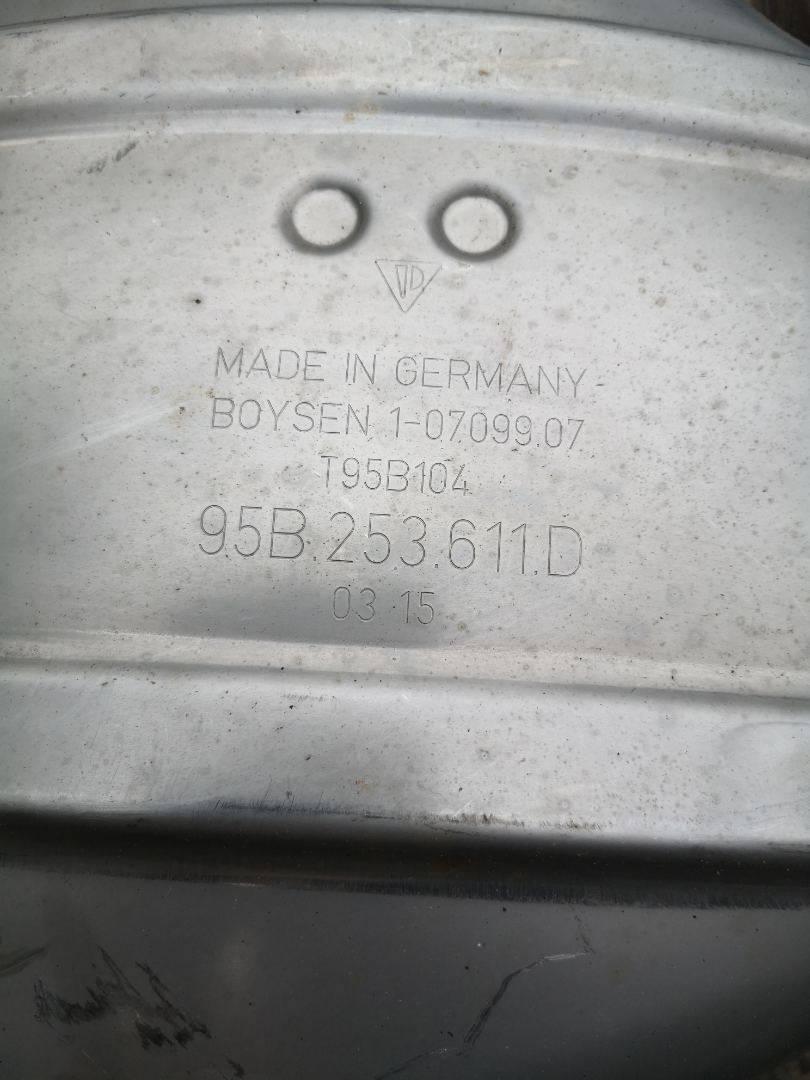 MADE IN GERMANY
BOYSEN 1-07099.07
T95B104
95B.253.611.D
03 15